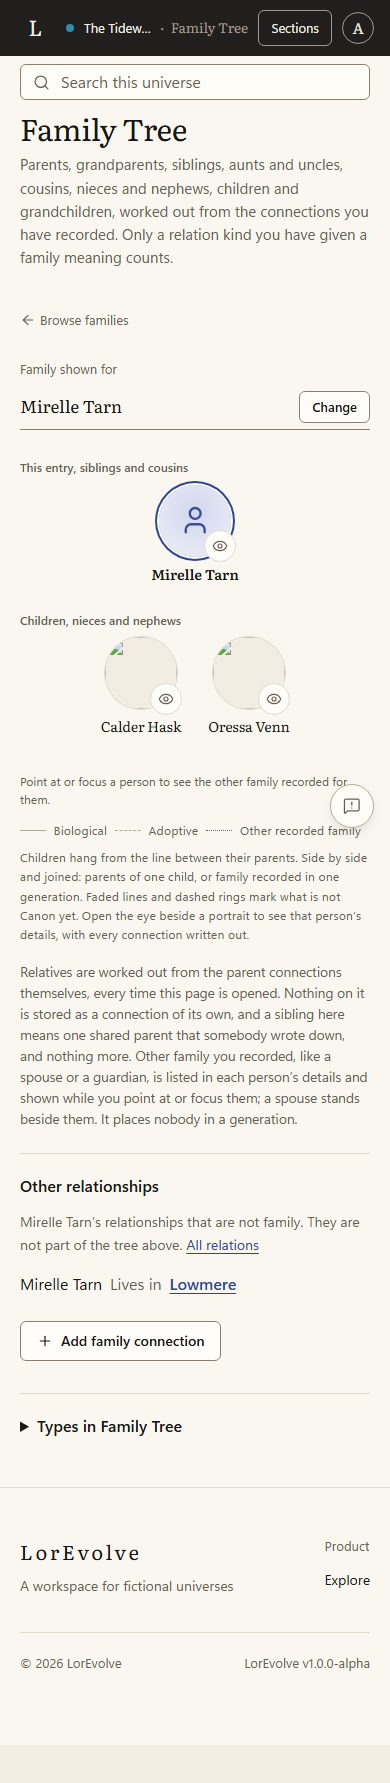 L
The Tidew... · Family Tree
Sections
A
Search this universe
Family Tree
Parents, grandparents, siblings, aunts and uncles,
cousins, nieces and nephews, children and
grandchildren, worked out from the connections you
have recorded. Only a relation kind you have given a
family meaning counts.
Browse families
Family shown for
Mirelle Tarn
Change
This entry, siblings and cousins
Mirelle Tarn
Children, nieces and nephews
Calder Hask
Oressa Venn
Point at or focus a person to see the other family recorded for
them.
Biological
Adoptive
Other recorded family
Children hang from the line between their parents. Side by side
and joined: parents of one child, or family recorded in one
generation. Faded lines and dashed rings mark what is not
Canon yet. Open the eye beside a portrait to see that person's
details, with every connection written out.
Relatives are worked out from the parent connections
themselves, every time this page is opened. Nothing on it
is stored as a connection of its own, and a sibling here
means one shared parent that somebody wrote down,
and nothing more. Other family you recorded, like a
spouse or a guardian, is listed in each person's details and
shown while you point at or focus them; a spouse stands
beside them. It places nobody in a generation.
Other relationships
Mirelle Tarn's relationships that are not family. They are
not part of the tree above. All relations
Mirelle Tarn Lives in Lowmere
Add family connection
Types in Family Tree
LorEvolve
Product
A workspace for fictional universes
Explore
© 2026 LorEvolve
LorEvolve v1.0.0-alpha